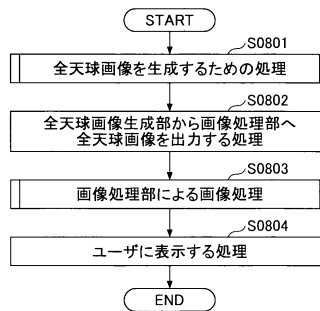 START
S0801
全天球画像を生成するための処理
S0802
全天球画像生成部から画像処理部へ
全天球画像を出力する処理
S0803
画像処理部による画像処理
S0804
ユーザに表示する処理
END